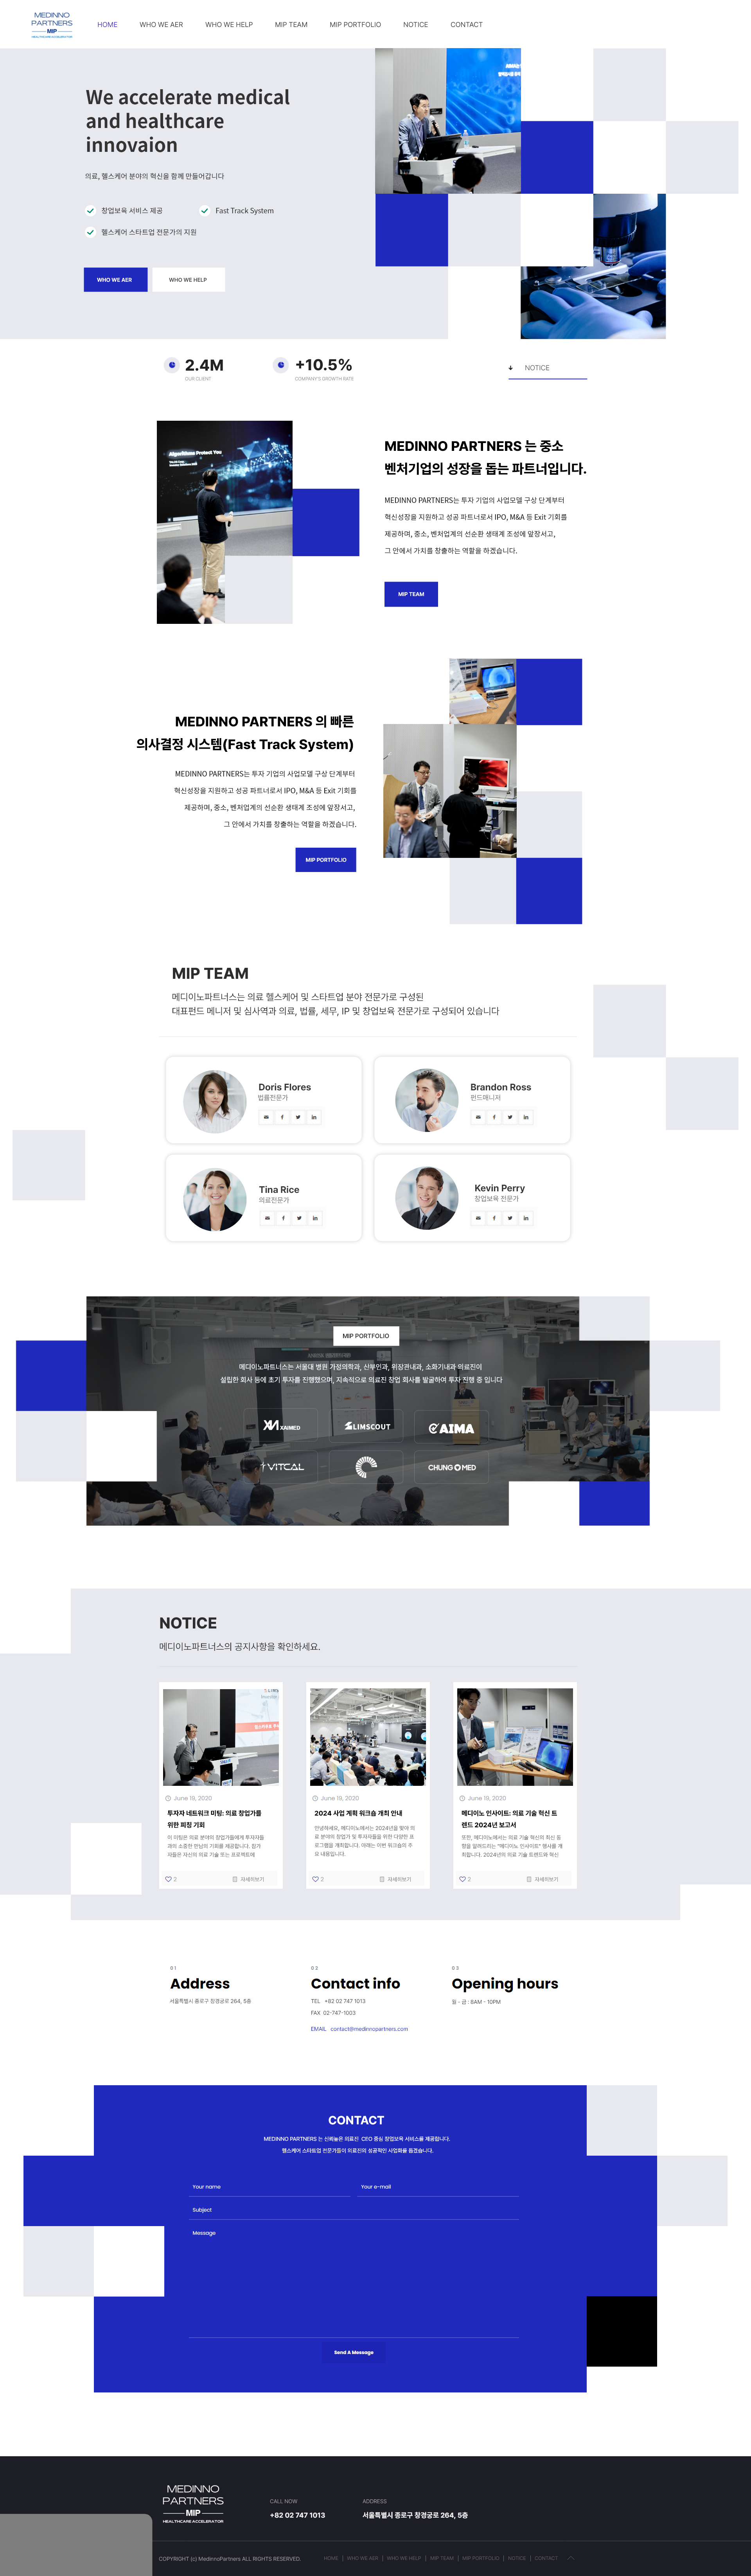 MEDINNO
PARTNERS
MIP
HEALTHCARE ACCELERATOR
HOME
WHO WE AER
WHO WE HELP
MIP TEAM
MIP PORTFOLIO
NOTICE
CONTACT
We accelerate medical
and healthcare
innovaion
의료, 헬스케어 분야의 혁신을 함께 만들어갑니다
창업보육 서비스 제공
Fast Track System
헬스케어 스타트업 전문가의 지원
WHO WE AER
WHO WE HELP
2.4M
OUR CLIENT
+10.5%
COMPANY'S GROWTH RATE
NOTICE
Algorithms Protect You
MEDINNO PARTNERS 는 중소
벤처기업의 성장을 돕는 파트너입니다.
MEDINNO PARTNERS는 투자 기업의 사업모델 구상 단계부터
혁신성장을 지원하고 성공 파트너로서 IPO, M&A 등 Exit 기회를
제공하며, 중소, 벤처업계의 선순환 생태계 조성에 앞장서고,
그 안에서 가치를 창출하는 역할을 하겠습니다.
MIP TEAM
MEDINNO PARTNERS 의 빠른
의사결정 시스템(Fast Track System)
MEDINNO PARTNERS는 투자 기업의 사업모델 구상 단계부터
혁신성장을 지원하고 성공 파트너로서 IPO, M&A 등 Exit 기회를
제공하며, 중소, 벤처업계의 선순환 생태계 조성에 앞장서고,
그 안에서 가치를 창출하는 역할을 하겠습니다.
MIP PORTFOLIO
MIP TEAM
메디이노파트너스는 의료 헬스케어 및 스타트업 분야 전문가로 구성된
대표펀드 메니저 및 심사역과 의료, 법률, 세무, IP 및 창업보육 전문가로 구성되어 있습니다
Doris Flores
법률전문가
Brandon Ross
펀드매니저
Tina Rice
의료전문가
Kevin Perry
창업보육 전문가
MIP PORTFOLIO
메디이노파트너스는 서울대 병원 가정의학과, 산부인과, 위장관내과, 소화기내과 의료진이
설립한 회사 등에 초기 투자를 진행했으며, 지속적으로 의료진 창업 회사를 발굴하여 투자 진행 중 입니다
XAIMED
SLIMSCOUT
AIMA
VITCAL
CHUNG MED
NOTICE
메디이노파트너스의 공지사항을 확인하세요.
June 19, 2020
투자자 네트워크 미팅: 의료 창업가를
위한 피칭 기회
이 미팅은 의료 분야의 창업가들에게 투자자들
과의 소중한 만남의 기회를 제공합니다. 참가
자들은 자신의 의료 기술 또는 프로젝트에
2
자세히보기
June 19, 2020
2024 사업 계획 워크숍 개최 안내
안녕하세요, 메디이노에서는 2024년을 맞아 의
료 분야의 창업가 및 투자자들을 위한 다양한 프
로그램을 개최합니다. 아래는 이번 워크숍의 주
요 내용입니다.
2
자세히보기
June 19, 2020
메디이노 인사이트: 의료 기술 혁신 트
렌드 2024년 보고서
또한, 메디이노에서는 의료 기술 혁신의 최신 동
향을 알려드리는 "메디이노 인사이트" 행사를 개
최합니다. 2024년의 의료 기술 트렌드와 혁신
2
자세히보기
01
Address
서울특별시 종로구 창경궁로 264, 5층
02
Contact info
TEL +82 02 747 1013
FAX 02-747-1003
EMAIL contact@medinnopartners.com
03
Opening hours
월 - 금 : 8AM - 10PM
CONTACT
MEDINNO PARTNERS 는 신뢰높은 의료진 CEO 중심 창업보육 서비스를 제공합니다.
헬스케어 스타트업 전문가들이 의료진의 성공적인 사업화를 돕겠습니다.
Your name
Your e-mail
Subject
Message
Send A Message
MEDINNO
PARTNERS
MIP
HEALTHCARE ACCELERATOR
CALL NOW
+82 02 747 1013
ADDRESS
서울특별시 종로구 창경궁로 264, 5층
COPYRIGHT (c) MedinnoPartners ALL RIGHTS RESERVED.
HOME | WHO WE AER | WHO WE HELP | MIP TEAM | MIP PORTFOLIO | NOTICE | CONTACT